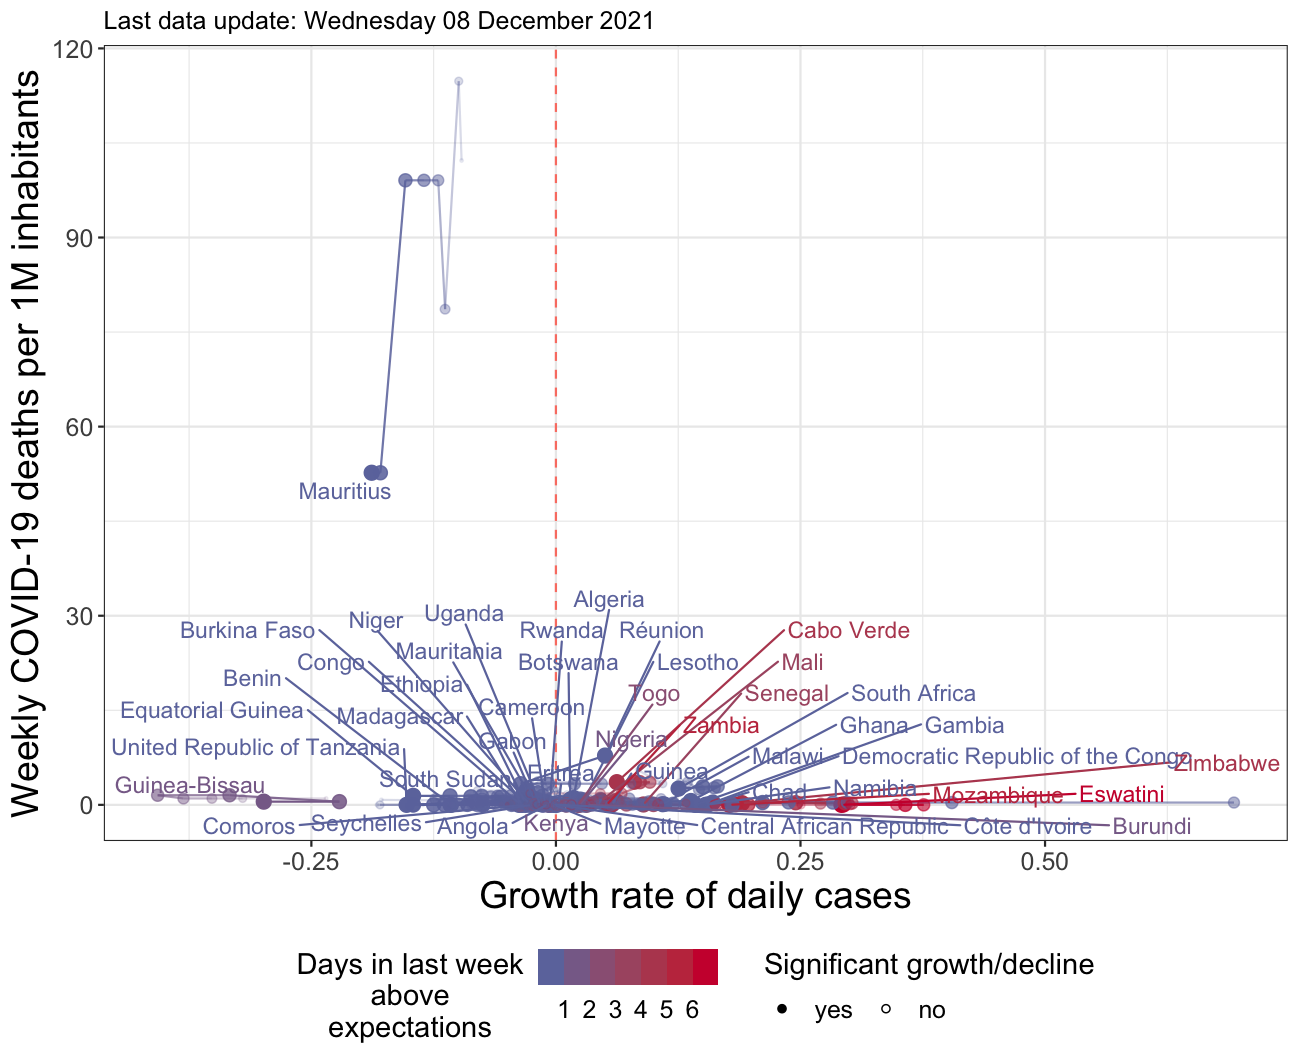 Last data update: Wednesday 08 December 2021
Weekly COVID-19 deaths per 1M inhabitants
120
90
60
30
0
Mauritius
Algeria
Uganda
Niger
Burkina Faso
Rwanda
Réunion
Cabo Verde
Mauritania
Congo
Botswana
Lesotho
Mali
Benin
Ethiopia
Togo
Senegal
South Africa
Equatorial Guinea
Madagascar
Cameroon
Zambia
Ghana
Gambia
United Republic of Tanzania
Gabon
Nigeria
Malawi
Democratic Republic of the Congo
Zimbabwe
Guinea-Bissau
South Sudan
Eritrea
Guinea
Chad
Namibia
Mozambique
Eswatini
Comoros
Seychelles
Angola
Kenya
Mayotte
Central African Republic
Côte d'Ivoire
Burundi
-0.25
0.00
0.25
0.50
Growth rate of daily cases
Days in last week
above
expectations
1 2 3 4 5 6
Significant growth/decline
yes
no